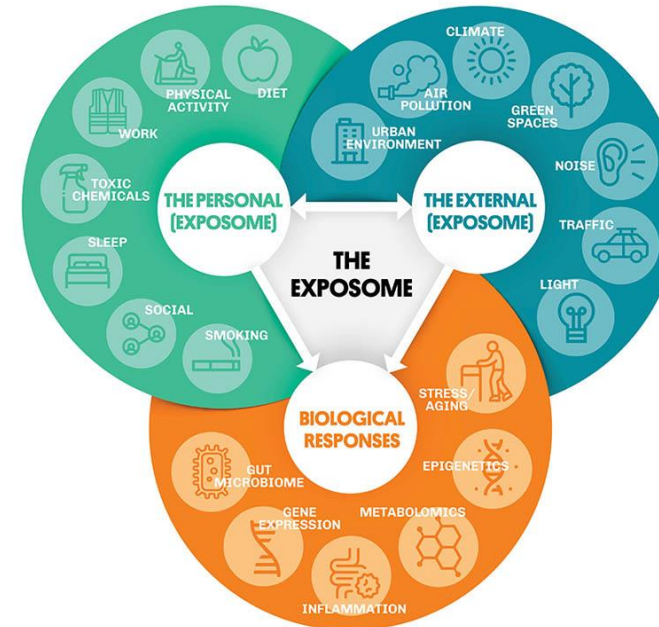 CLIMATE
PHYSICAL
ACTIVITY
DIET
AIR
POLLUTION
GREEN
SPACES
WORK
URBAN
ENVIRONMENT
NOISE
TOXIC
CHEMICALS
THE PERSONAL
(EXPOSOME)
THE EXTERNAL
(EXPOSOME)
TRAFFIC
SLEEP
THE
EXPOSOME
LIGHT
SOCIAL
SMOKING
STRESS/
AGING
BIOLOGICAL
RESPONSES
GUT
MICROBIOME
EPIGENETICS
GENE
EXPRESSION
METABOLOMICS
INFLAMMATION